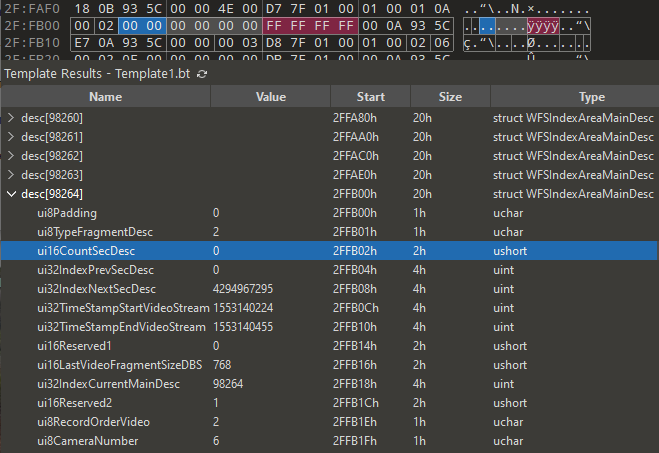 2F:FAF0 18 0B 93 5C 00 00 4E 00 D7 7F 01 00 01 00 01 0A ..“\..N.×.......
2F:FB00 00 02 00 00 00 00 00 00 FF FF FF FF 00 0A 93 5C ........ÿÿÿÿ..“\
2F:FB10 E7 0A 93 5C 00 00 00 03 D8 7F 01 00 01 00 02 06 ç.“\....Ø.......
Template Results - Template1.bt
Name Value Start Size Type
desc[98260] 2FFA80h 20h struct WFSIndexAreaMainDesc
desc[98261] 2FFAA0h 20h struct WFSIndexAreaMainDesc
desc[98262] 2FFAC0h 20h struct WFSIndexAreaMainDesc
desc[98263] 2FFAE0h 20h struct WFSIndexAreaMainDesc
desc[98264] 2FFB00h 20h struct WFSIndexAreaMainDesc
ui8Padding 0 2FFB00h 1h uchar
ui8TypeFragmentDesc 2 2FFB01h 1h uchar
ui16CountSecDesc 0 2FFB02h 2h ushort
ui32IndexPrevSecDesc 0 2FFB04h 4h uint
ui32IndexNextSecDesc 4294967295 2FFB08h 4h uint
ui32TimeStampStartVideoStream 1553140224 2FFB0Ch 4h uint
ui32TimeStampEndVideoStream 1553140455 2FFB10h 4h uint
ui16Reserved1 0 2FFB14h 2h ushort
ui16LastVideoFragmentSizeDBS 768 2FFB16h 2h ushort
ui32IndexCurrentMainDesc 98264 2FFB18h 4h uint
ui16Reserved2 1 2FFB1Ch 2h ushort
ui8RecordOrderVideo 2 2FFB1Eh 1h uchar
ui8CameraNumber 6 2FFB1Fh 1h uchar